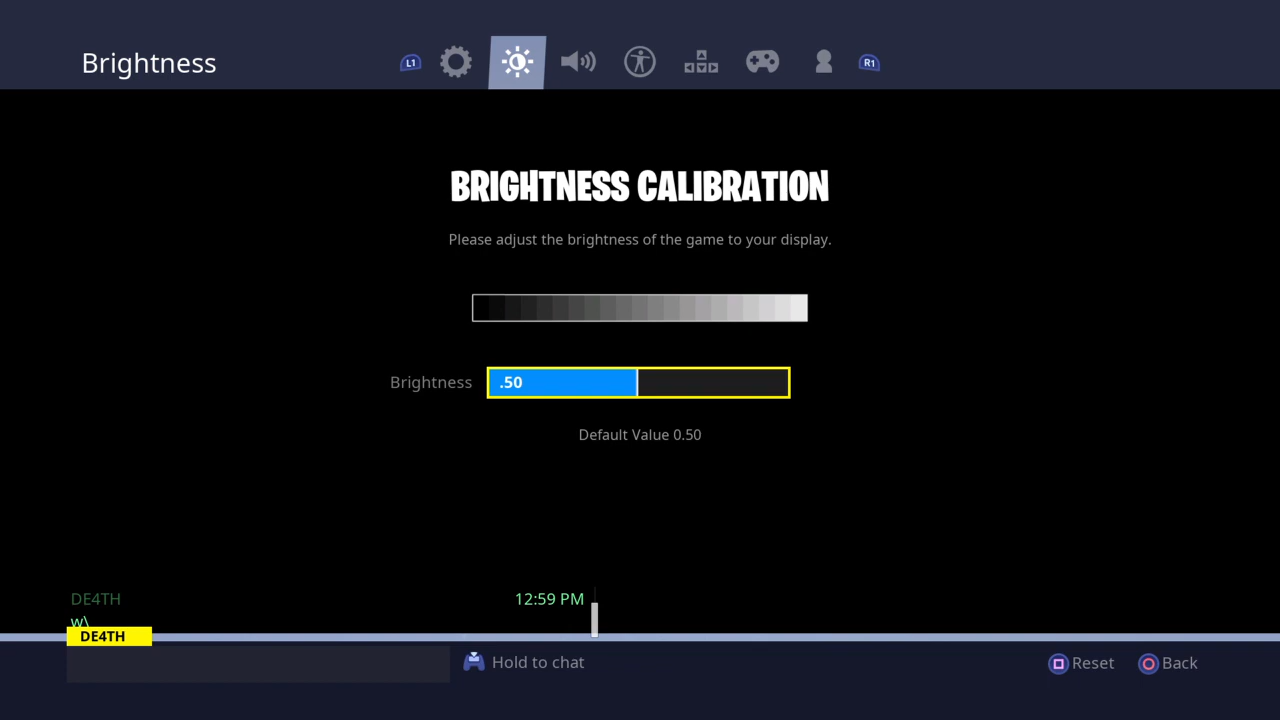 Brightness
L1
R1
BRIGHTNESS CALIBRATION
Please adjust the brightness of the game to your display.
Brightness
.50
Default Value 0.50
DE4TH 12:59 PM
w\
DE4TH
Hold to chat
Reset
Back